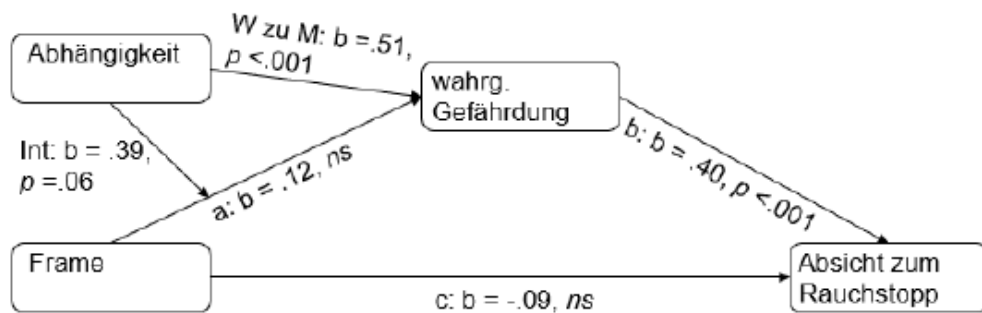 Abhängigkeit
W zu M: b =.51,
p <.001
wahrg.
Gefährdung
Int: b = .39,
p =.06
a: b = .12, ns
b: b = .40, p <.001
Frame
c: b = -.09, ns
Absicht zum
Rauchstopp